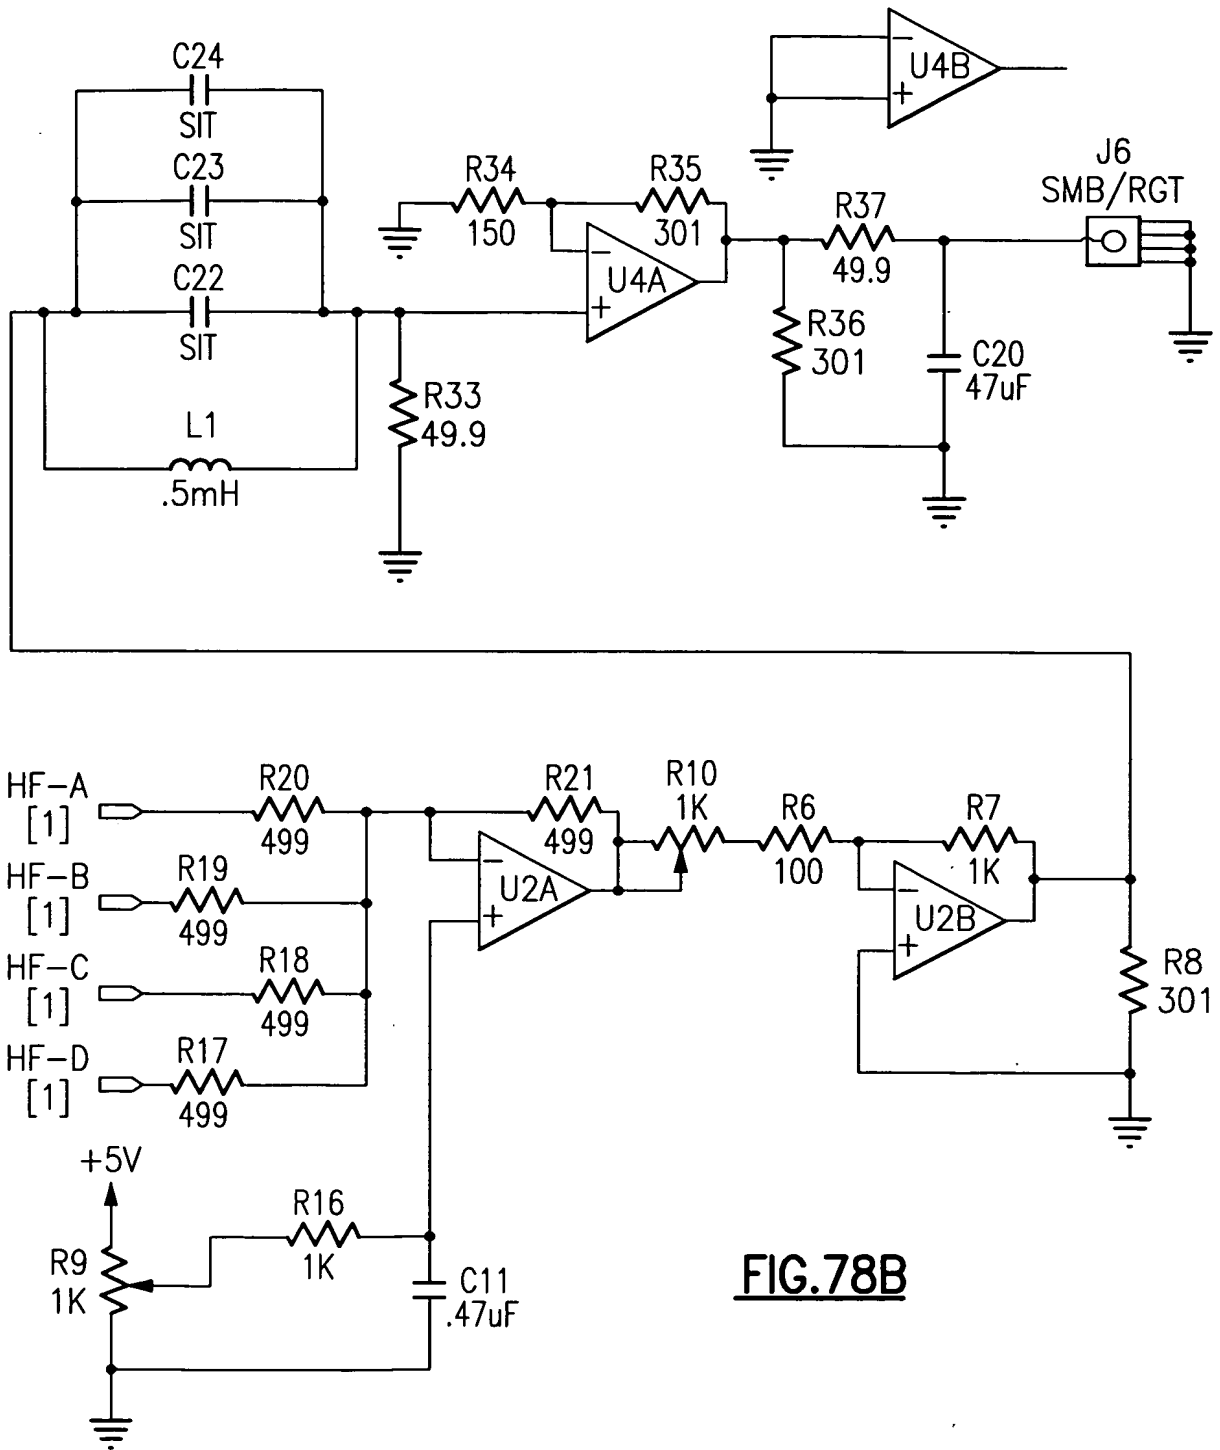 C24
SIT
C23
SIT
C22
SIT
L1
.5mH
R34
150
R35
301
−
U4A
+
R33
49.9
−
U4B
+
J6
SMB/RGT
R37
49.9
R36
301
C20
47uF
HF-A
[1]
HF-B
[1]
HF-C
[1]
HF-D
[1]
R20
499
R19
499
R18
499
R17
499
R21
499
−
U2A
+
R10
1K
R6
100
R7
1K
−
U2B
+
R8
301
+5V
R9
1K
R16
1K
C11
.47uF
FIG.78B